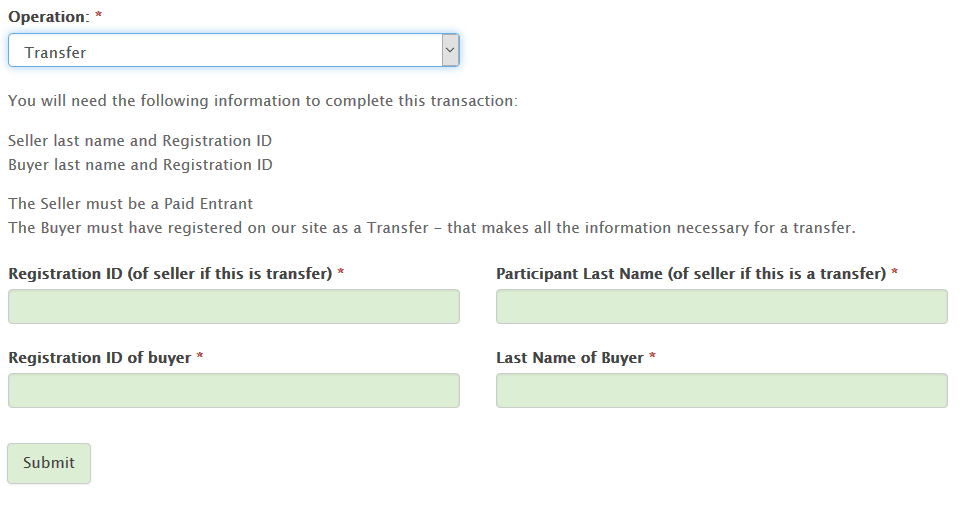 Operation: *
Transfer
You will need the following information to complete this transaction:
Seller last name and Registration ID
Buyer last name and Registration ID
The Seller must be a Paid Entrant
The Buyer must have registered on our site as a Transfer – that makes all the information necessary for a transfer.
Registration ID (of seller if this is transfer) *
Participant Last Name (of seller if this is a transfer) *
Registration ID of buyer *
Last Name of Buyer *
Submit